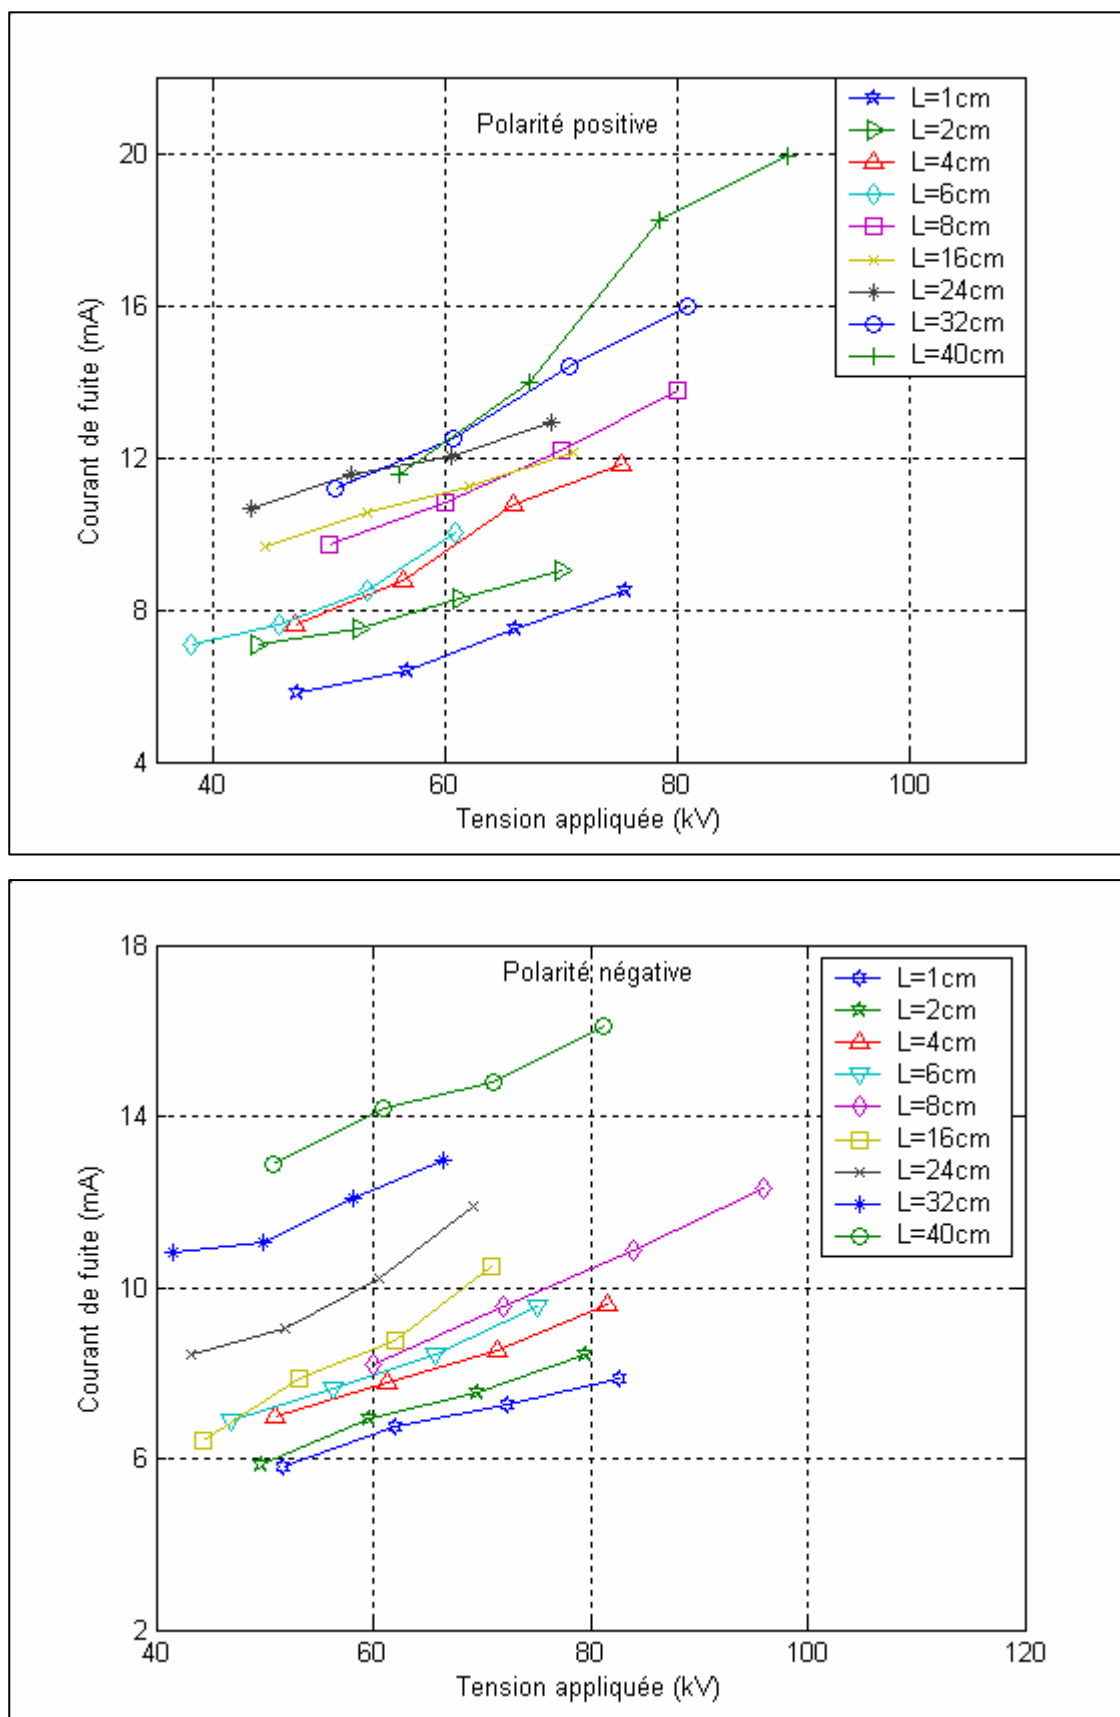 Polarité positive
L=1cm
L=2cm
L=4cm
L=6cm
L=8cm
L=16cm
L=24cm
L=32cm
L=40cm
20
16
12
8
4
Courant de fuite (mA)
40 60 80 100
Tension appliquée (kV)
Polarité négative
L=1cm
L=2cm
L=4cm
L=6cm
L=8cm
L=16cm
L=24cm
L=32cm
L=40cm
18
14
10
6
2
Courant de fuite (mA)
40 60 80 100 120
Tension appliquée (kV)